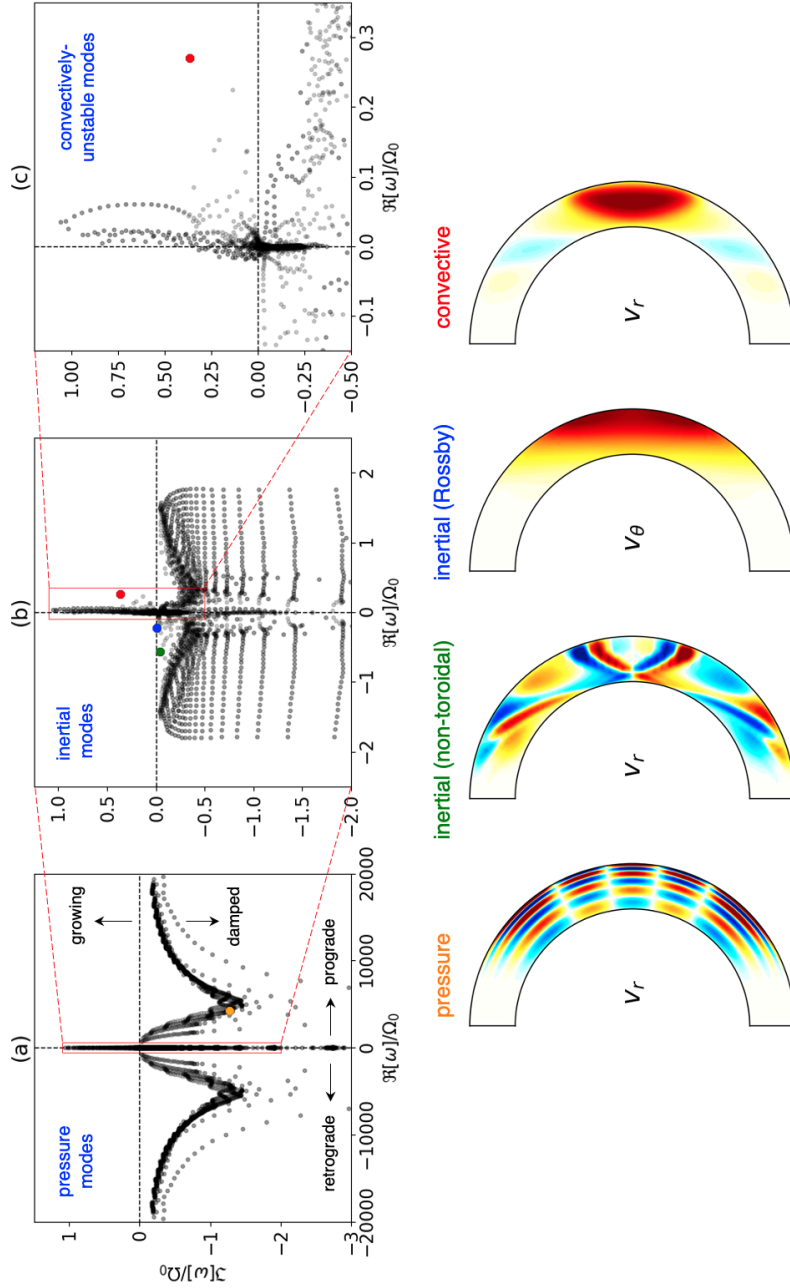 (a)
pressure
modes
growing
damped
retrograde
prograde
ℑ[ω]/Ω₀
1
0
−1
−2
−3
−20000
−10000
0
10000
20000
ℜ[ω]/Ω₀
(b)
inertial
modes
1.0
0.5
0.0
−0.5
−1.0
−1.5
−2.0
−2
−1
0
1
2
ℜ[ω]/Ω₀
(c)
convectively-
unstable modes
1.00
0.75
0.50
0.25
0.00
−0.25
−0.50
−0.1
0.0
0.1
0.2
0.3
ℜ[ω]/Ω₀
pressure
vᵣ
inertial (non-toroidal)
vᵣ
inertial (Rossby)
v_θ
convective
vᵣ